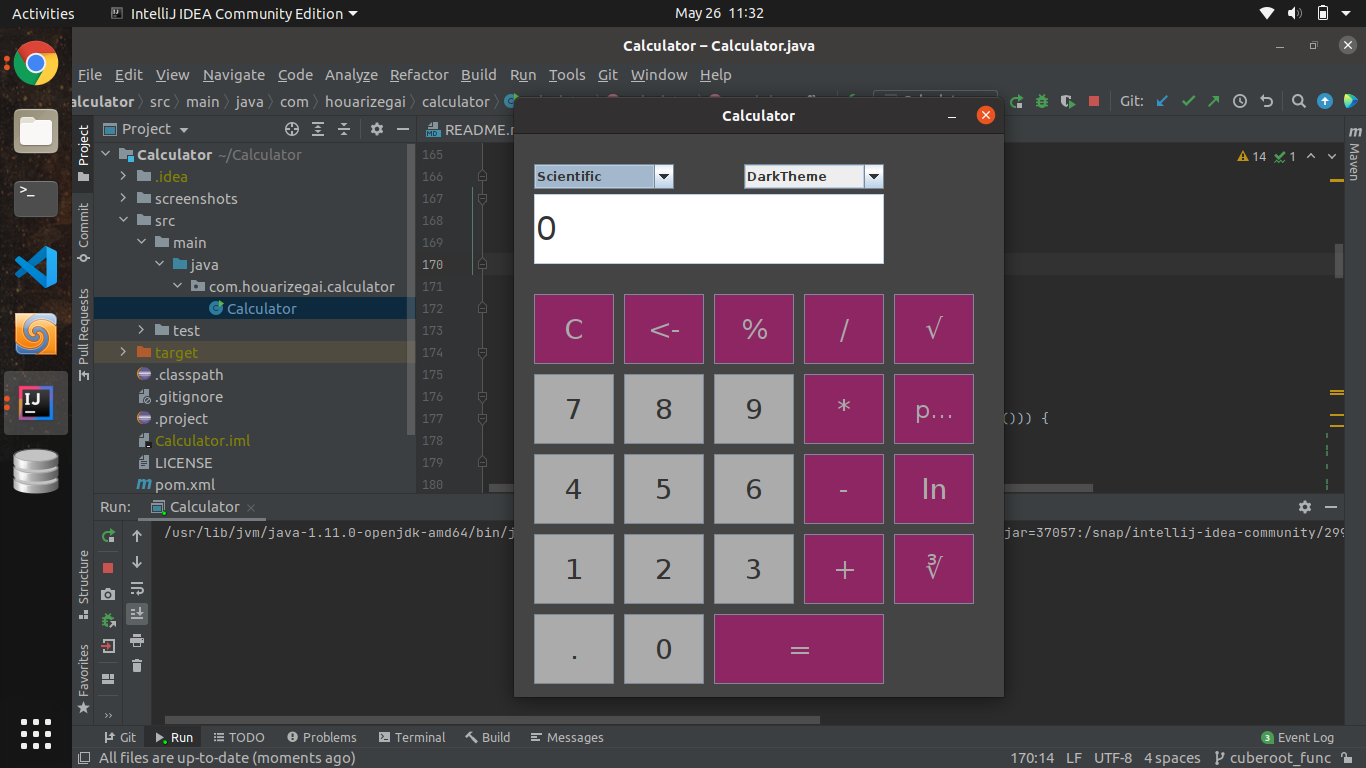 Activities IntelliJ IDEA Community Edition May 26 11:32
Calculator – Calculator.java
File Edit View Navigate Code Analyze Refactor Build Run Tools Git Window Help
alculator src main java com houarizegai calculator Git:
Calculator
Project
README.
Scientific DarkTheme
0
C <- % / √
7 8 9 * p...
4 5 6 - ln
1 2 3 + ∛
. 0 =
Calculator ~/Calculator
.idea
screenshots
src
main
java
com.houarizegai.calculator
Calculator
test
target
.classpath
.gitignore
.project
Calculator.iml
LICENSE
pom.xml
165
166
167
168
169
170
171
172
173
174
175
176
177
178
179
180
14 1
())) {
Project
Commit
Pull Requests
Structure
Favorites
Maven
Run: Calculator
/usr/lib/jvm/java-1.11.0-openjdk-amd64/bin/j jar=37057:/snap/intellij-idea-community/299
Git Run TODO Problems Terminal Build Messages 3 Event Log
All files are up-to-date (moments ago) 170:14 LF UTF-8 4 spaces cuberoot_func